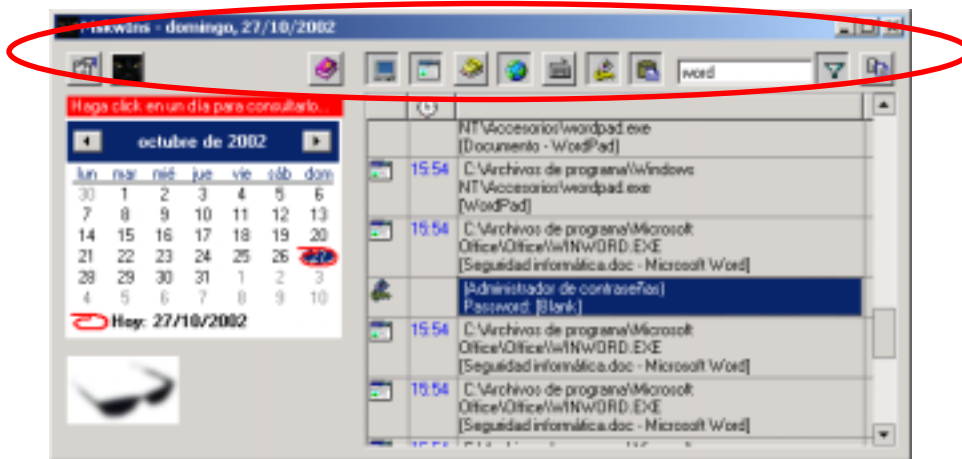 - domingo, 27/10/2002
word
Haga click en un día para consultarlo...
octubre de 2002
lun mar mié jue vie sáb dom
30 1 2 3 4 5 6
7 8 9 10 11 12 13
14 15 16 17 18 19 20
21 22 23 24 25 26 27
28 29 30 31 1 2 3
4 5 6 7 8 9 10
Hoy: 27/10/2002
NT\Accesorios\wordpad.exe
[Documento - WordPad]
15:54 C:\Archivos de programa\Windows
NT\Accesorios\wordpad.exe
[WordPad]
15:54 C:\Archivos de programa\Microsoft
Office\Office\WINWORD.EXE
[Seguridad informática.doc - Microsoft Word]
[Administrador de contraseñas]
Password: [Blank]
15:54 C:\Archivos de programa\Microsoft
Office\Office\WINWORD.EXE
[Seguridad informática.doc - Microsoft Word]
15:54 C:\Archivos de programa\Microsoft
Office\Office\WINWORD.EXE
[Seguridad informática.doc - Microsoft Word]